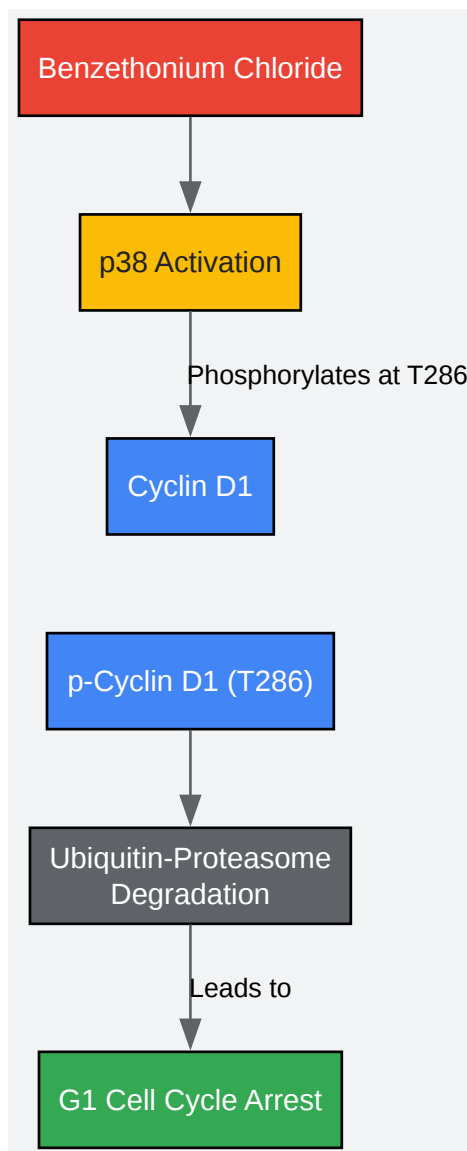 Benzethonium Chloride
p38 Activation
Phosphorylates at T286
Cyclin D1
p-Cyclin D1 (T286)
Ubiquitin-Proteasome
Degradation
Leads to
G1 Cell Cycle Arrest